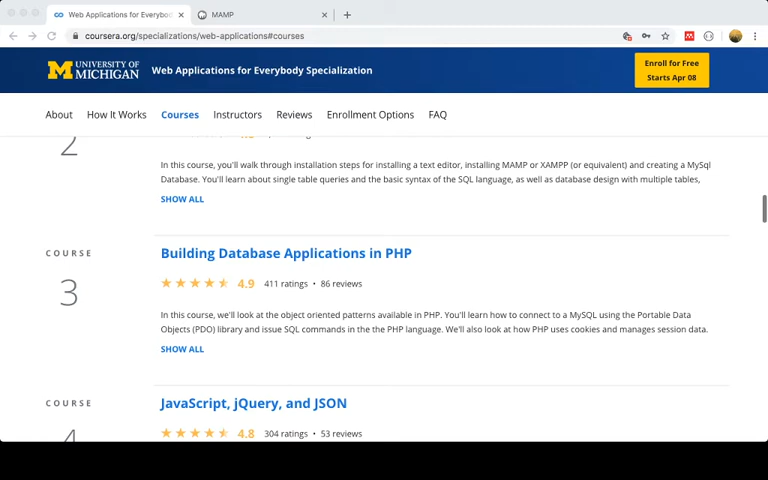 Web Applications for Everybo
MAMP
coursera.org/specializations/web-applications#courses
UNIVERSITY OF
MICHIGAN
Web Applications for Everybody Specialization
Enroll for Free
Starts Apr 08
About How It Works Courses Instructors Reviews Enrollment Options FAQ
2
In this course, you'll walk through installation steps for installing a text editor, installing MAMP or XAMPP (or equivalent) and creating a MySql
Database. You'll learn about single table queries and the basic syntax of the SQL language, as well as database design with multiple tables,
SHOW ALL
COURSE
3
Building Database Applications in PHP
4.9 411 ratings • 86 reviews
In this course, we'll look at the object oriented patterns available in PHP. You'll learn how to connect to a MySQL using the Portable Data
Objects (PDO) library and issue SQL commands in the the PHP language. We'll also look at how PHP uses cookies and manages session data.
SHOW ALL
COURSE
4
JavaScript, jQuery, and JSON
4.8 304 ratings • 53 reviews